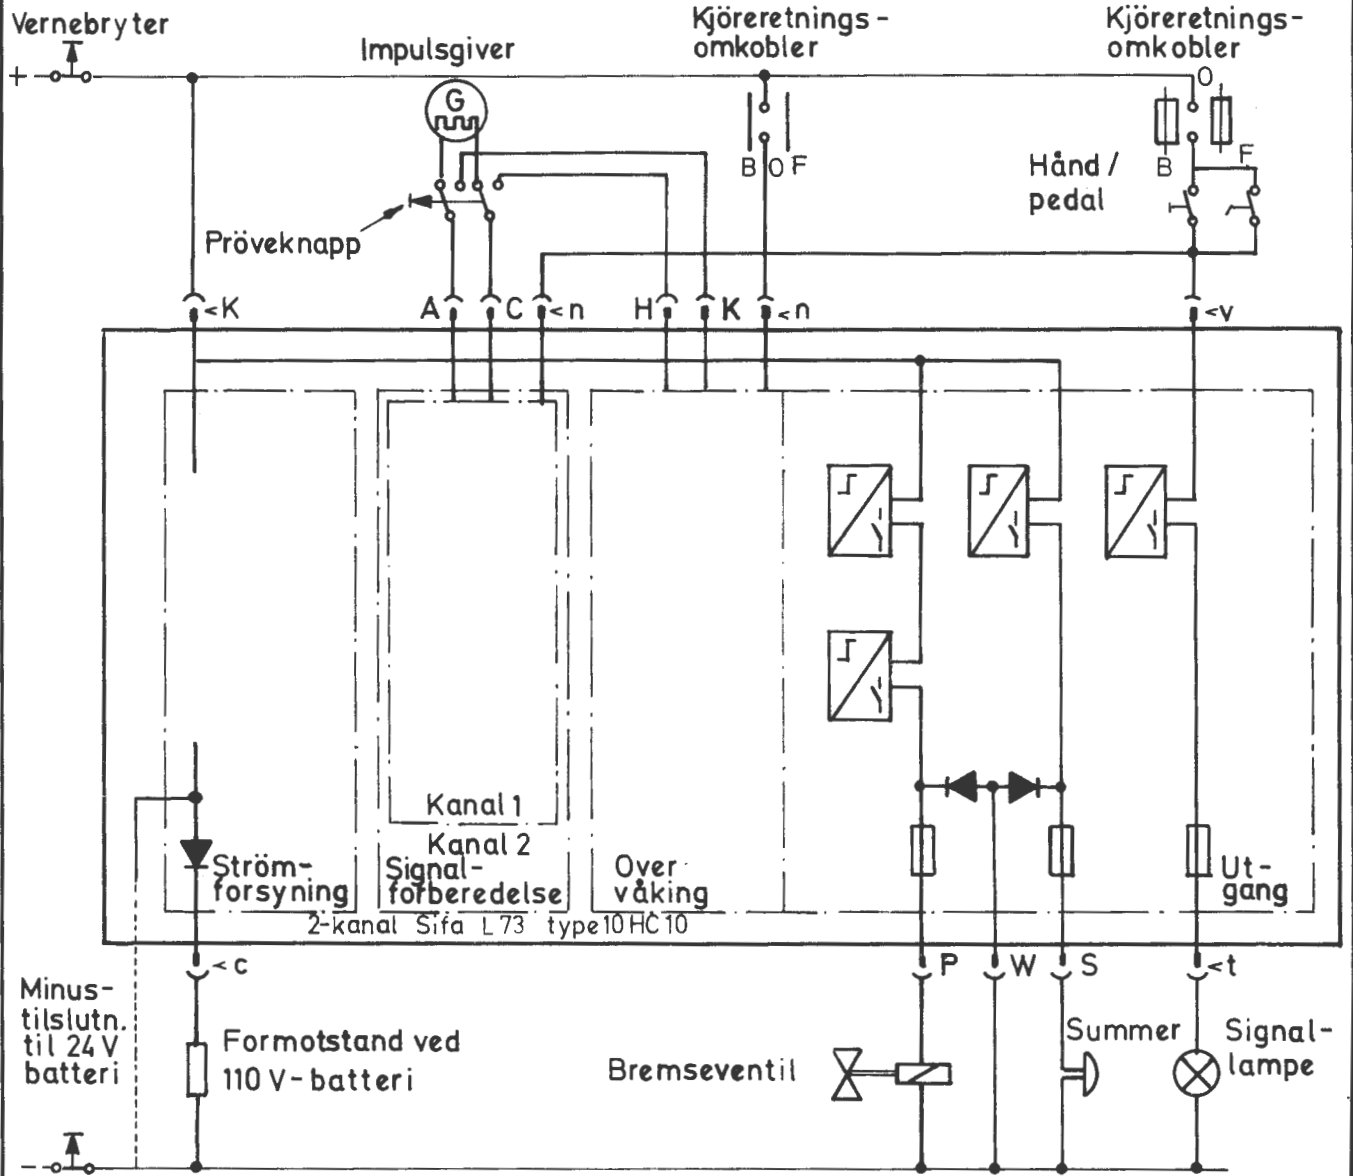 Vernebryter
Impulsgiver
Kjöreretnings-
omkobler
Kjöreretnings-
omkobler
+
G
O
B O F
B
F
Hånd/
pedal
Pröveknapp
<K
A
C
<n
H
K
<n
<v
Kanal 1
Kanal 2
Ström-
forsyning
Signal-
forberedelse
Over
våking
Ut-
gang
2-kanal Sifa L 73 type 10 HC 10
<c
P
W
S
<t
Minus-
tilslutn.
til 24 V
batteri
Formotstand ved
110 V-batteri
Bremseventil
Summer
Signal-
lampe
-